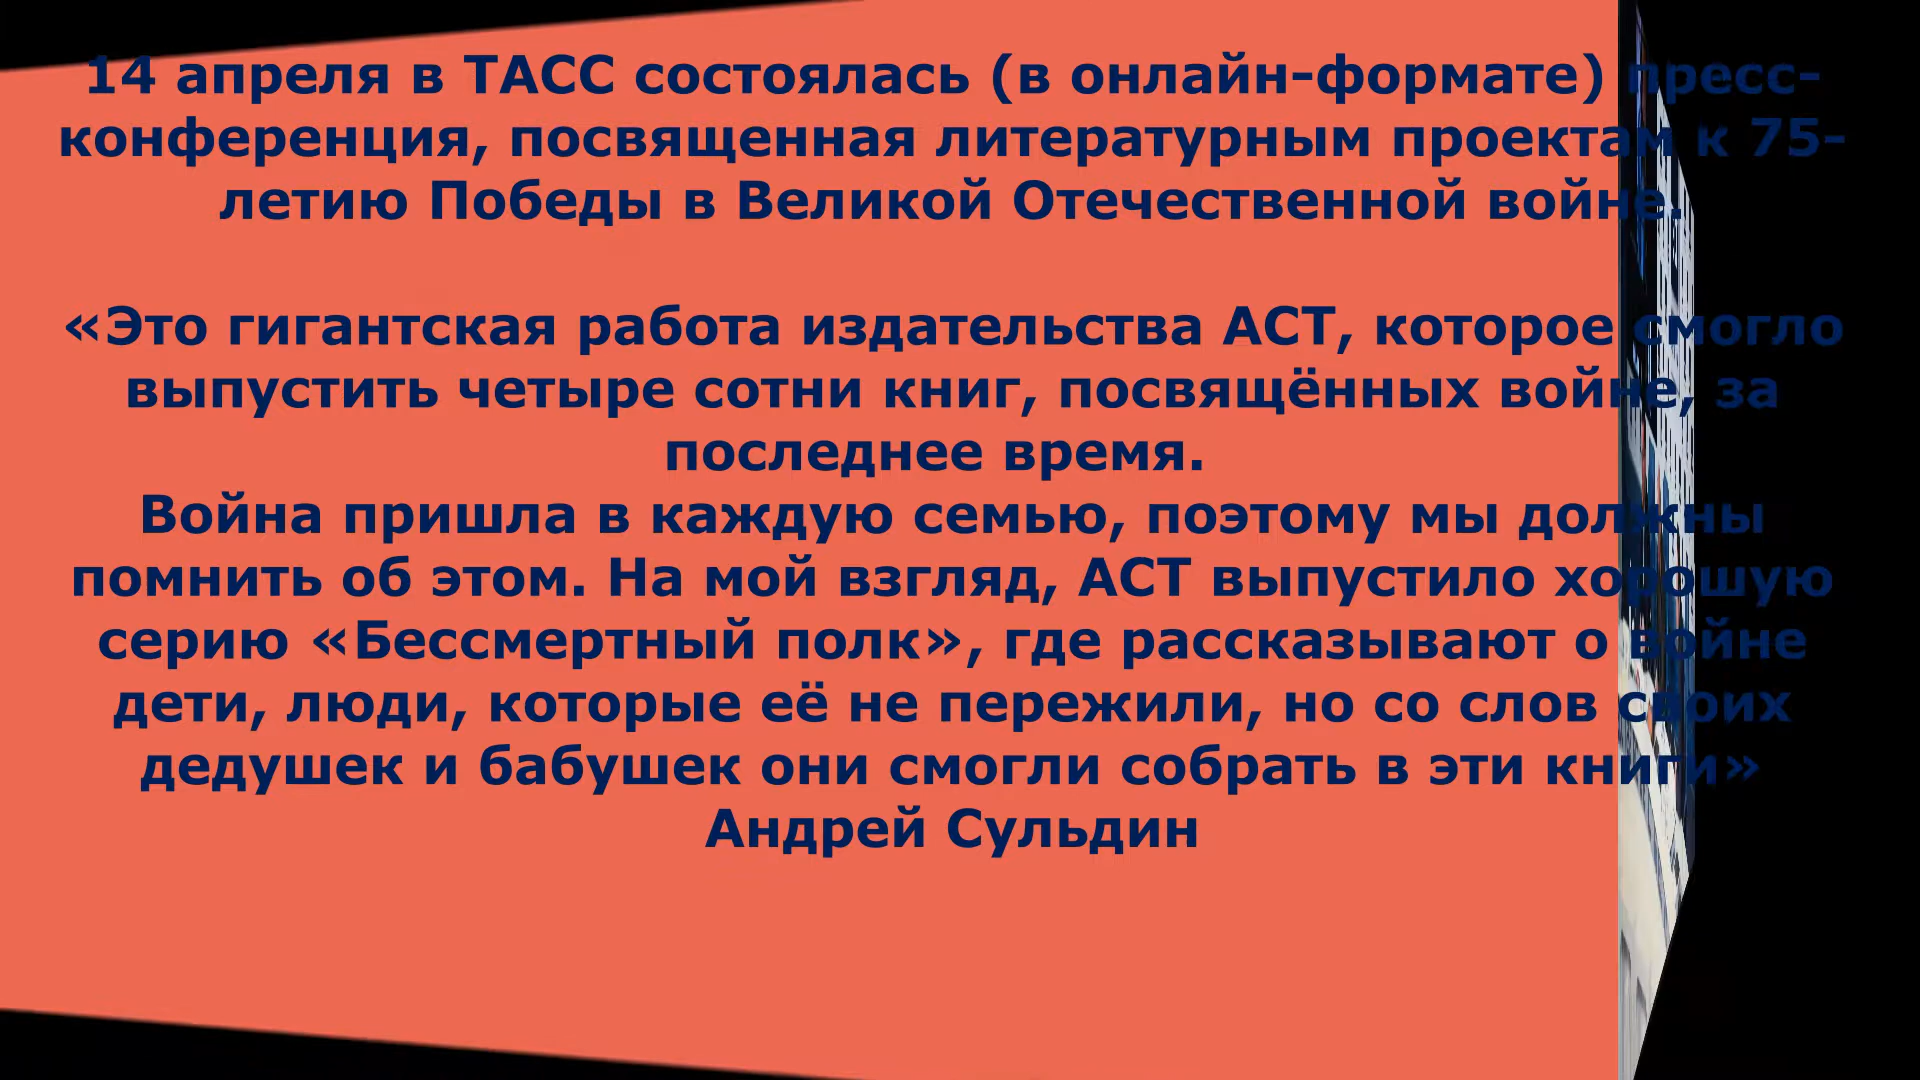 14 апреля в ТАСС состоялась (в онлайн-формате) пресс-
конференция, посвященная литературным проектам к 75-
летию Победы в Великой Отечественной войне.
«Это гигантская работа издательства АСТ, которое смогло
выпустить четыре сотни книг, посвящённых войне, за
последнее время.
Война пришла в каждую семью, поэтому мы должны
помнить об этом. На мой взгляд, АСТ выпустило хорошую
серию «Бессмертный полк», где рассказывают о войне
дети, люди, которые её не пережили, но со слов своих
дедушек и бабушек они смогли собрать в эти книги»
Андрей Сульдин